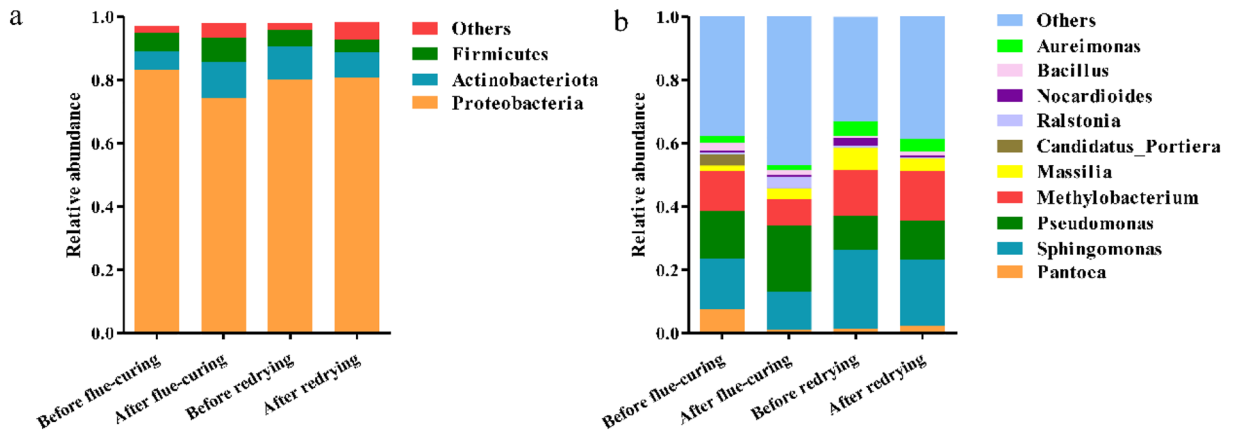 a
Relative abundance
1.0
0.8
0.6
0.4
0.2
0.0
Before flue-curing
After flue-curing
Before redrying
After redrying
Others
Firmicutes
Actinobacteriota
Proteobacteria
b
Relative abundance
1.0
0.8
0.6
0.4
0.2
0.0
Before flue-curing
After flue-curing
Before redrying
After redrying
Others
Aureimonas
Bacillus
Nocardioides
Ralstonia
Candidatus_Portiera
Massilia
Methylobacterium
Pseudomonas
Sphingomonas
Pantoea